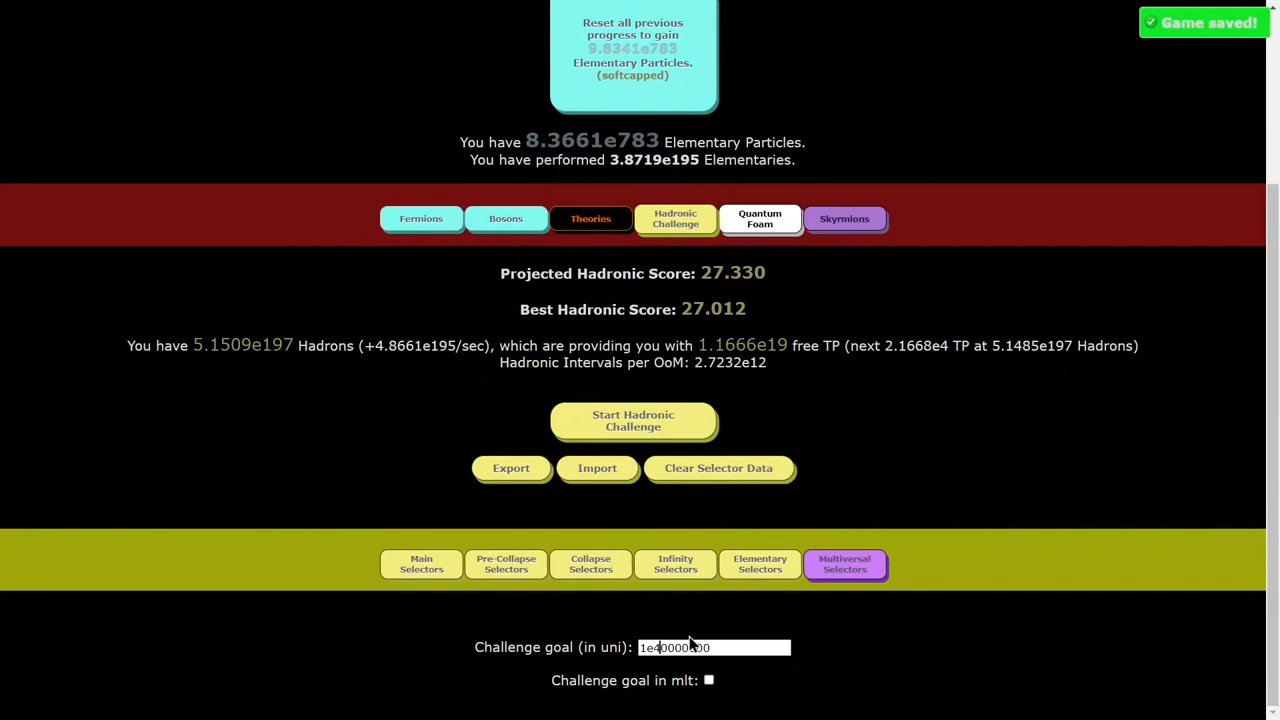 Game saved!
Reset all previous
progress to gain
9.8341e783
Elementary Particles.
(softcapped)
You have 8.3661e783 Elementary Particles.
You have performed 3.8719e195 Elementaries.
Fermions
Bosons
Theories
Hadronic
Challenge
Quantum
Foam
Skyrmions
Projected Hadronic Score: 27.330
Best Hadronic Score: 27.012
You have 5.1509e197 Hadrons (+4.8661e195/sec), which are providing you with 1.1666e19 free TP (next 2.1668e4 TP at 5.1485e197 Hadrons)
Hadronic Intervals per OoM: 2.7232e12
Start Hadronic
Challenge
Export
Import
Clear Selector Data
Main
Selectors
Pre-Collapse
Selectors
Collapse
Selectors
Infinity
Selectors
Elementary
Selectors
Multiversal
Selectors
Challenge goal (in uni):
Challenge goal in mlt: